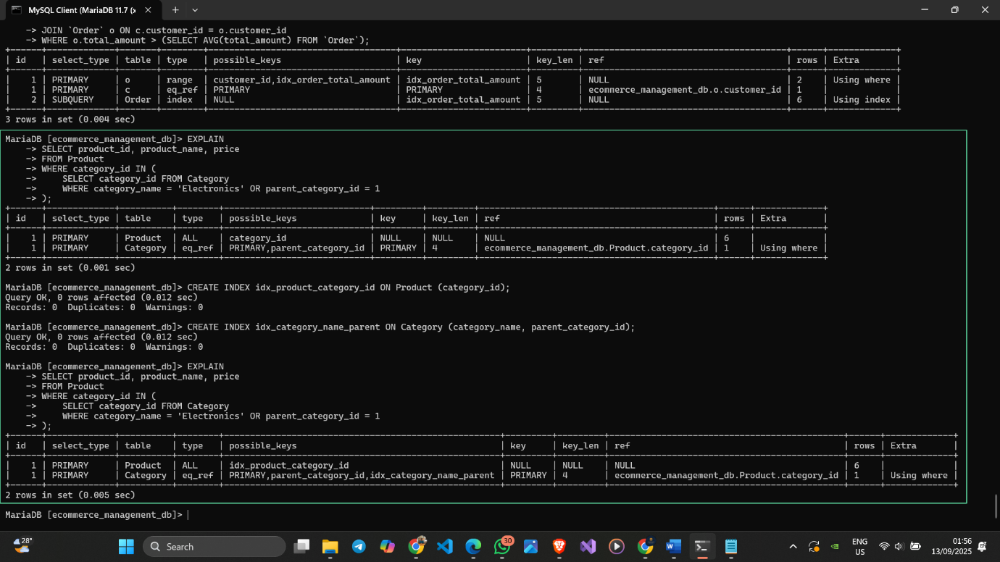 MySQL Client (MariaDB 11.7 (x
    -> JOIN `Order` o ON c.customer_id = o.customer_id
    -> WHERE o.total_amount > (SELECT AVG(total_amount) FROM `Order`);
| id | select_type | table | type | possible_keys | key | key_len | ref | rows | Extra |
| 1 | PRIMARY | o | range | customer_id,idx_order_total_amount | idx_order_total_amount | 5 | NULL | 2 | Using where |
| 1 | PRIMARY | c | eq_ref | PRIMARY | PRIMARY | 4 | ecommerce_management_db.o.customer_id | 1 | |
| 2 | SUBQUERY | Order | index | NULL | idx_order_total_amount | 5 | NULL | 6 | Using index |
3 rows in set (0.004 sec)
MariaDB [ecommerce_management_db]> EXPLAIN
    -> SELECT product_id, product_name, price
    -> FROM Product
    -> WHERE category_id IN (
    ->     SELECT category_id FROM Category
    ->     WHERE category_name = 'Electronics' OR parent_category_id = 1
    -> );
| id | select_type | table | type | possible_keys | key | key_len | ref | rows | Extra |
| 1 | PRIMARY | Product | ALL | category_id | NULL | NULL | NULL | 6 | |
| 1 | PRIMARY | Category | eq_ref | PRIMARY,parent_category_id | PRIMARY | 4 | ecommerce_management_db.Product.category_id | 1 | Using where |
2 rows in set (0.001 sec)
MariaDB [ecommerce_management_db]> CREATE INDEX idx_product_category_id ON Product (category_id);
Query OK, 0 rows affected (0.012 sec)
Records: 0  Duplicates: 0  Warnings: 0
MariaDB [ecommerce_management_db]> CREATE INDEX idx_category_name_parent ON Category (category_name, parent_category_id);
Query OK, 0 rows affected (0.012 sec)
Records: 0  Duplicates: 0  Warnings: 0
MariaDB [ecommerce_management_db]> EXPLAIN
    -> SELECT product_id, product_name, price
    -> FROM Product
    -> WHERE category_id IN (
    ->     SELECT category_id FROM Category
    ->     WHERE category_name = 'Electronics' OR parent_category_id = 1
    -> );
| id | select_type | table | type | possible_keys | key | key_len | ref | rows | Extra |
| 1 | PRIMARY | Product | ALL | idx_product_category_id | NULL | NULL | NULL | 6 | |
| 1 | PRIMARY | Category | eq_ref | PRIMARY,parent_category_id,idx_category_name_parent | PRIMARY | 4 | ecommerce_management_db.Product.category_id | 1 | Using where |
2 rows in set (0.005 sec)
MariaDB [ecommerce_management_db]>
28°
Search
30
ENG
US
01:56
13/09/2025